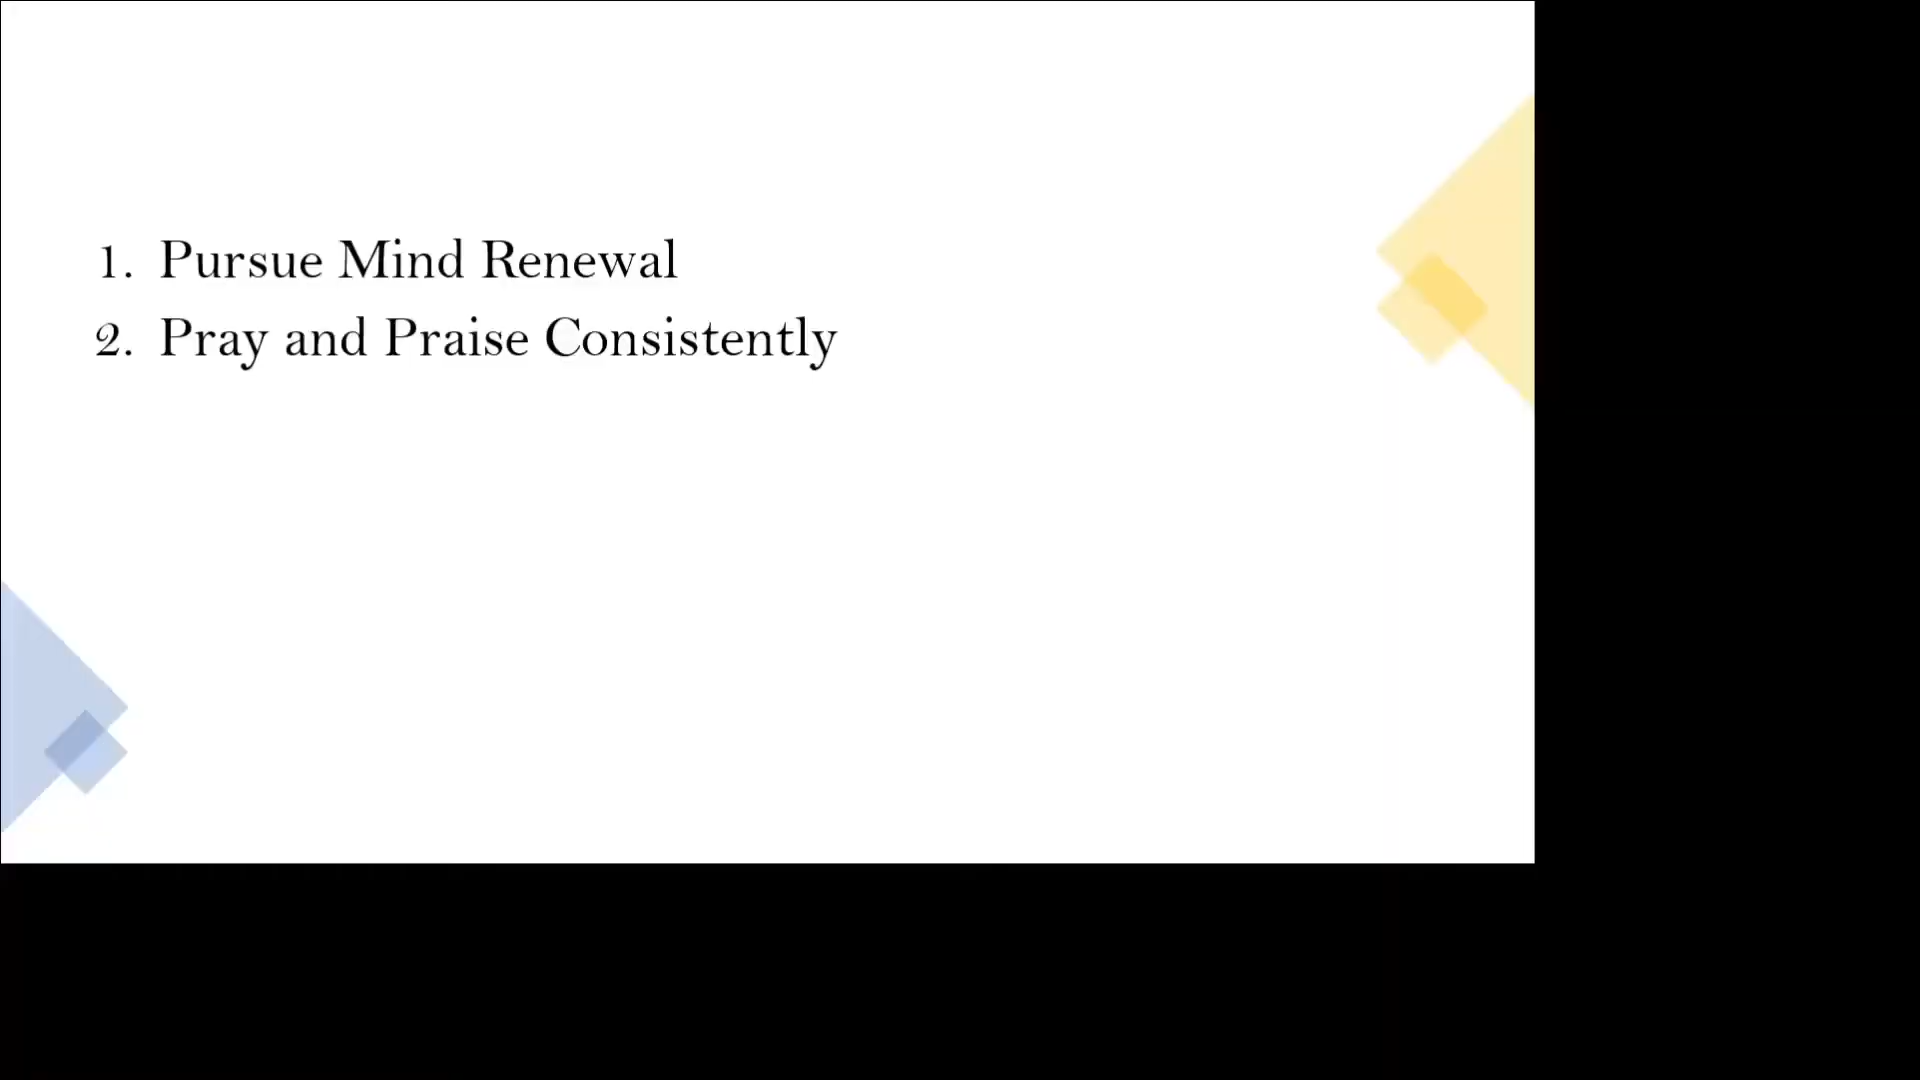 1. Pursue Mind Renewal
2. Pray and Praise Consistently